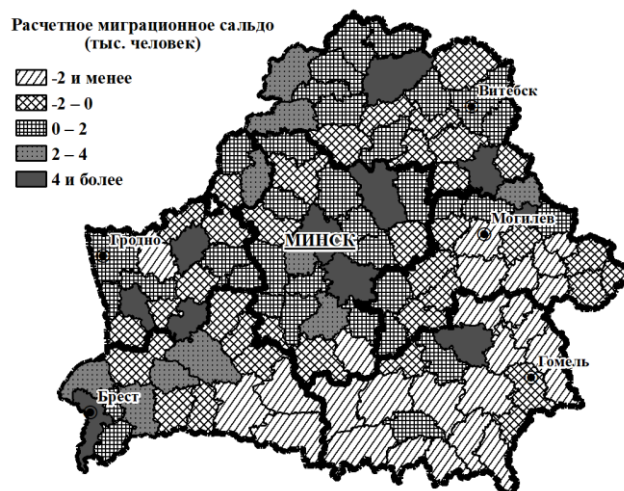 Расчетное миграционное сальдо
(тыс. человек)
-2 и менее
-2 – 0
0 – 2
2 – 4
4 и более
Витебск
Могилев
МИНСК
Гродно
Гомель
Брест